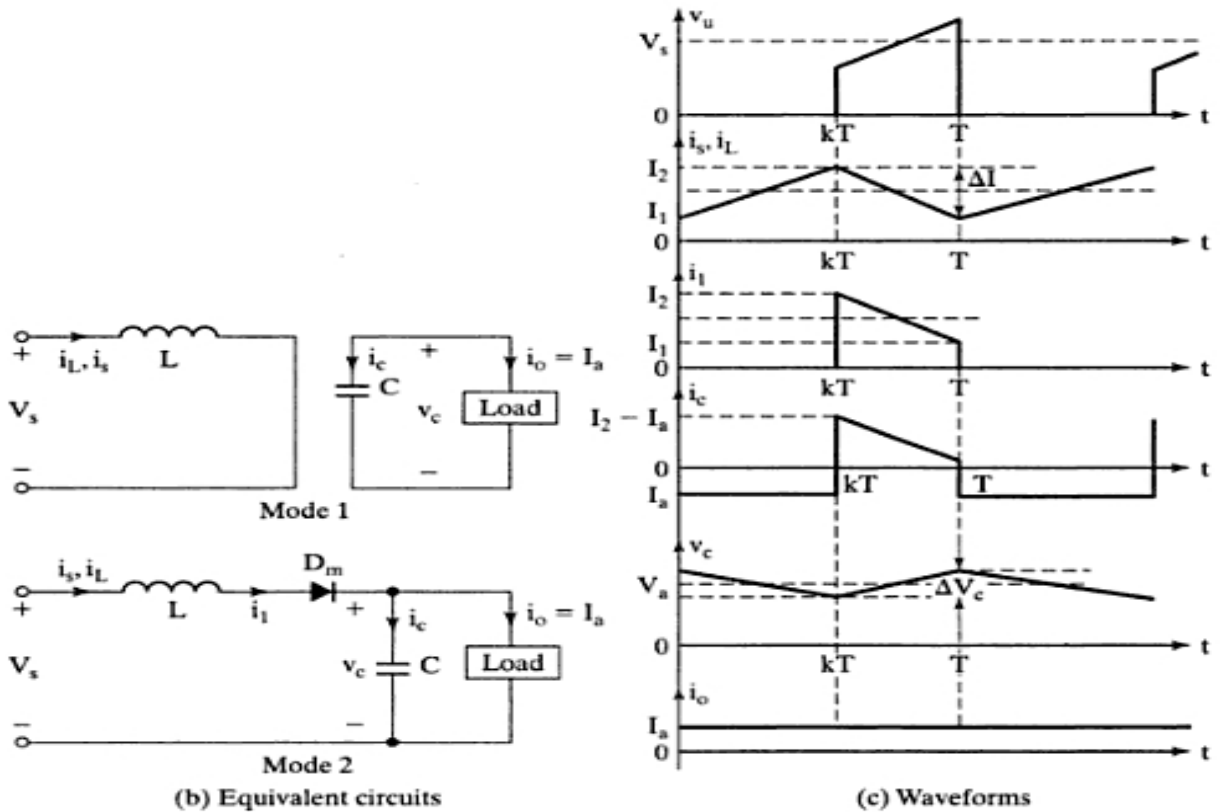 +
i_L, i_s
L
V_s
−
i_c
C
+
v_c
−
i_o = I_a
Load
Mode 1
i_s, i_L
+
L
i_1
D_m
+
V_s
−
i_c
v_c
C
−
i_o = I_a
Load
Mode 2
(b) Equivalent circuits
v_u
V_s
0
kT
T
t
i_s, i_L
I_2
ΔI
I_1
0
kT
T
t
i_1
I_2
I_1
0
kT
T
t
i_c
I_2 − I_a
0
kT
T
t
I_a
v_c
V_a
ΔV_c
0
kT
T
t
i_o
I_a
0
t
(c) Waveforms